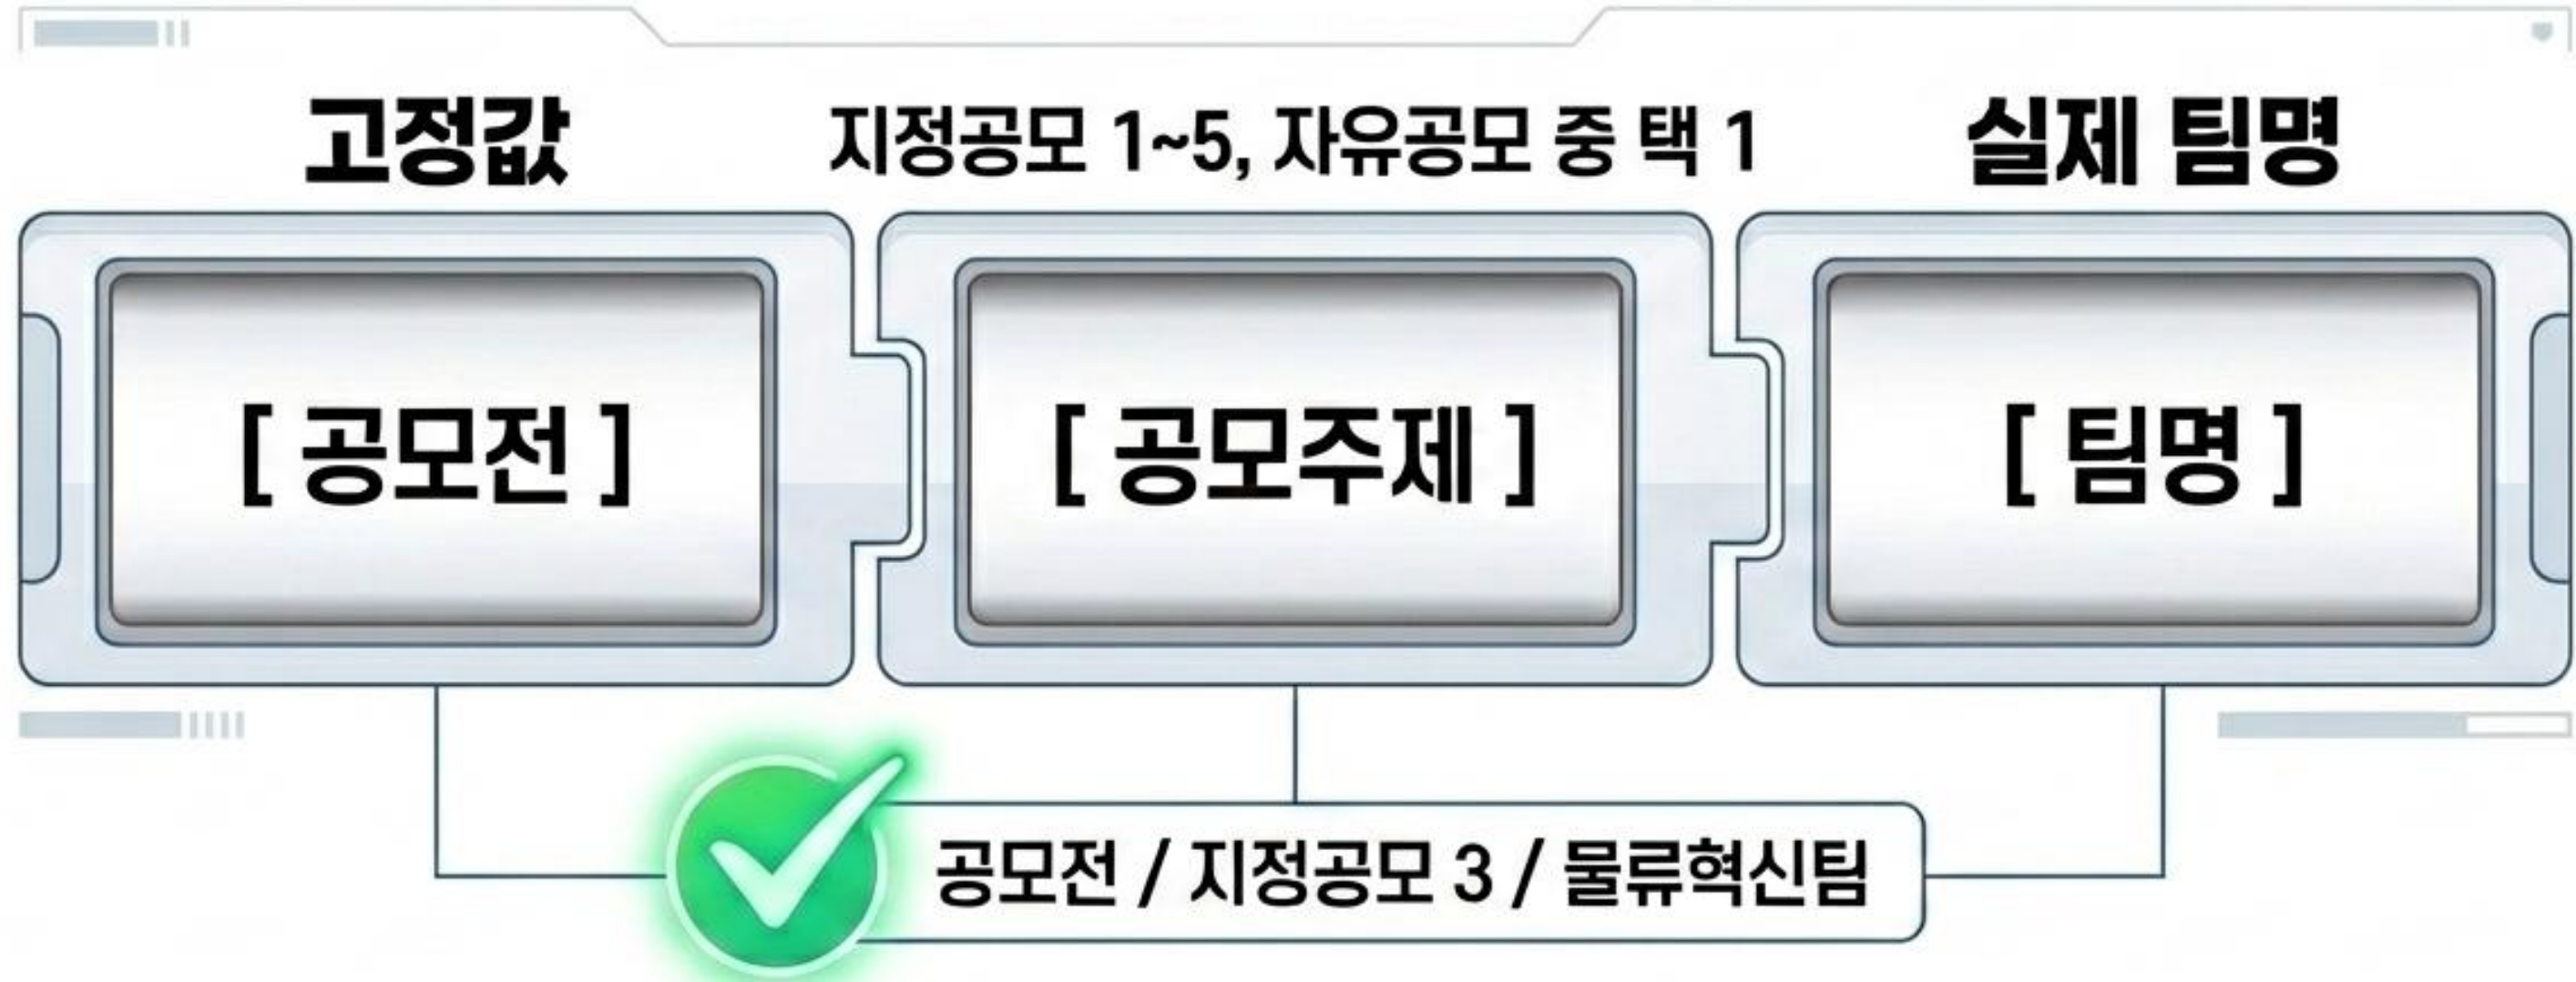 고정값
지정공모 1~5, 자유공모 중 택 1
실제 팀명
[ 공모전 ]
[ 공모주제 ]
[ 팀명 ]
공모전 / 지정공모 3 / 물류혁신팀